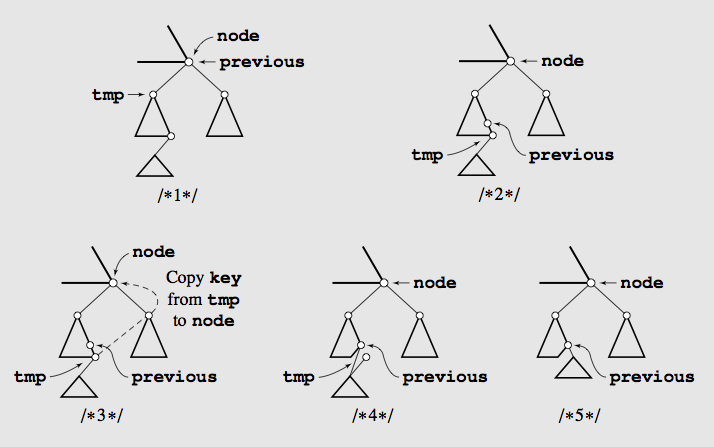 node
previous
tmp
/*1*/
node
tmp
previous
/*2*/
node
Copy key
from tmp
to node
tmp
previous
/*3*/
node
tmp
previous
/*4*/
node
previous
/*5*/